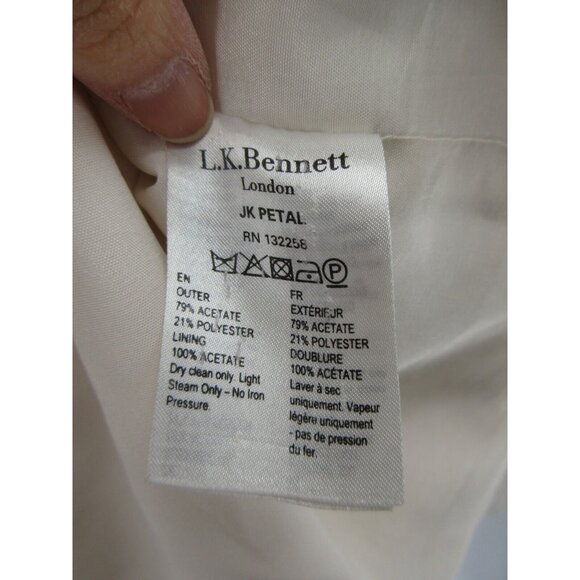 L.K.Bennett
London
JK PETAL
RN 132258
P
EN
OUTER
79% ACETATE
21% POLYESTER
LINING
100% ACETATE
Dry clean only. Light
Steam Only – No Iron
Pressure.
FR
EXTÉRIEUR
79% ACÉTATE
21% POLYESTER
DOUBLURE
100% ACÉTATE
Laver à sec
uniquement. Vapeur
légère uniquement
- pas de pression
du fer.